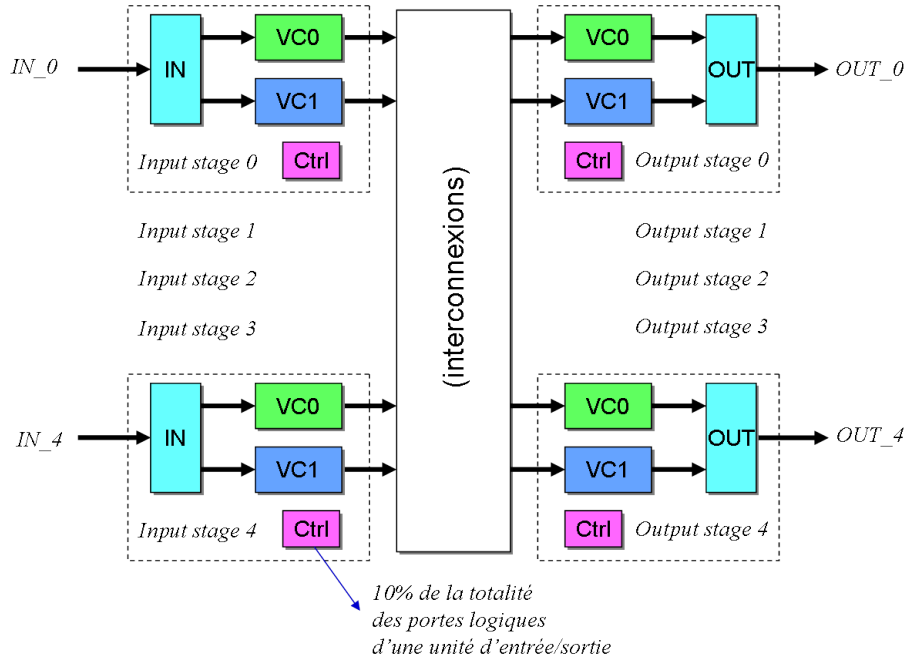 VC0
VC0
IN_0
IN
OUT
OUT_0
VC1
VC1
Input stage 0
Ctrl
Ctrl
Output stage 0
Input stage 1
Output stage 1
Input stage 2
Output stage 2
Input stage 3
Output stage 3
(interconnexions)
VC0
VC0
IN_4
IN
OUT
OUT_4
VC1
VC1
Input stage 4
Ctrl
Ctrl
Output stage 4
10% de la totalité
des portes logiques
d'une unité d'entrée/sortie